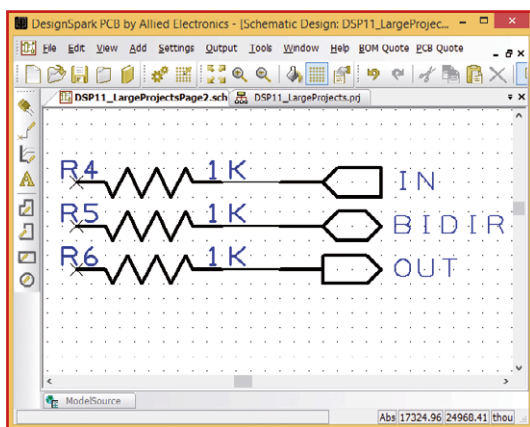 DesignSpark PCB by Allied Electronics - [Schematic Design: DSP11_LargeProjec...
File Edit View Add Settings Output Tools Window Help BOM Quote PCB Quote
DSP11_LargeProjectsPage2.sch DSP11_LargeProjects.prj
R4 1K IN
R5 1K BIDIR
R6 1K OUT
ModelSource
Abs 17324.96 24968.41 thou